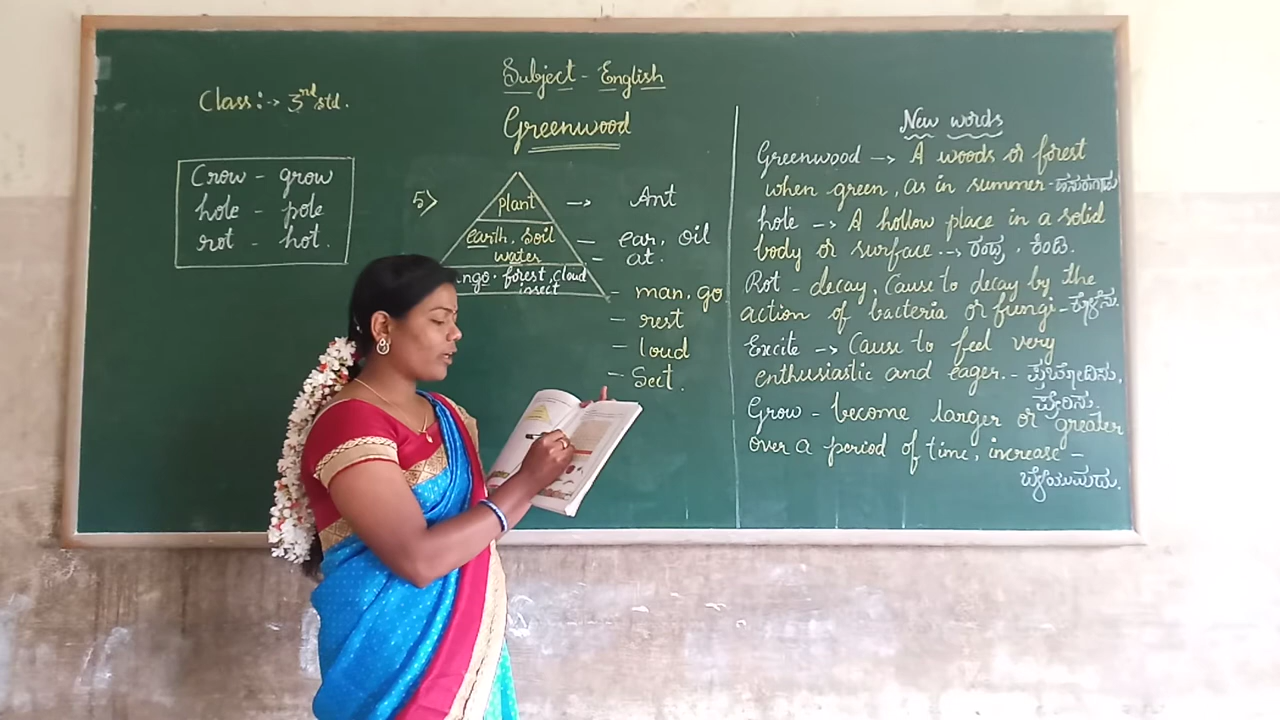 Subject - English
Class:-> 3rd std.
Greenwood
Crow - grow
hole - pole
rot - hot.
5>
plant -> Ant
earth, soil - ear, oil
water - at.
ngo. forest, cloud
insect
- man, go
- rest
- loud
- Sect.
New words
Greenwood -> A woods or forest
when green, as in summer -
hole -> A hollow place in a solid
body or surface. -> ರಂಧ್ರ, ಕಿಂಡಿ.
Rot - decay, Cause to decay by the
action of bacteria or fungi -
Excite -> Cause to feel very
enthusiastic and eager. - ಪ್ರಚೋದಿಸು,
ಪ್ರೇರಿಸು.
Grow - become larger or greater
over a period of time, increase -